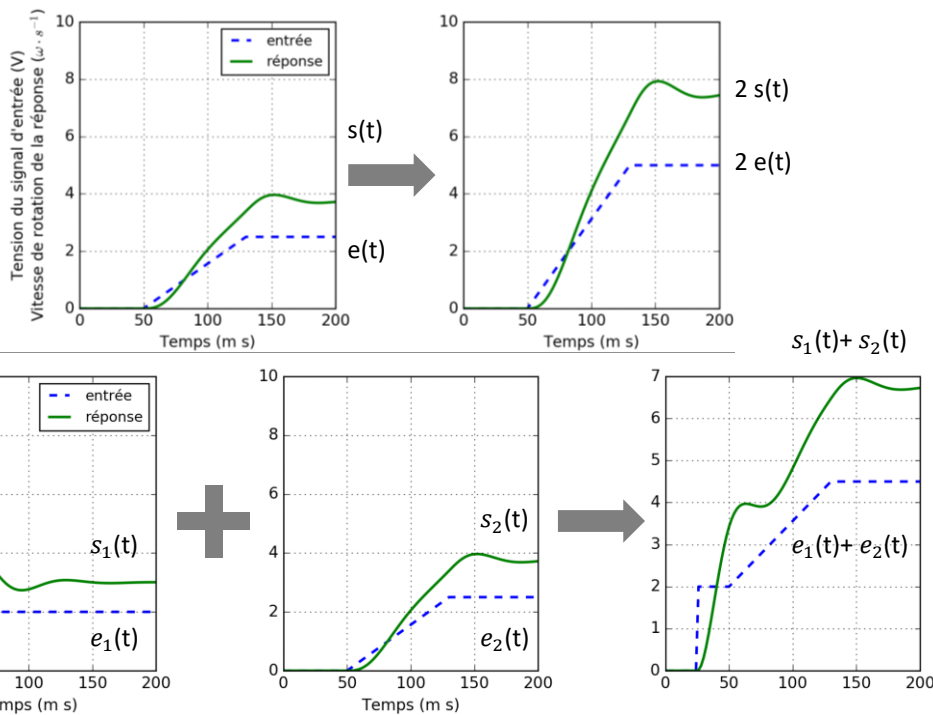 Tension du signal d'entrée (V)
Vitesse de rotation de la réponse (ω · s⁻¹)
10
8
6
4
2
0
entrée
réponse
0 50 100 150 200
Temps (m s)
s(t)
e(t)
10
8
6
4
2
0
0 50 100 150 200
Temps (m s)
2 s(t)
2 e(t)
entrée
réponse
s₁(t)
e₁(t)
100 150 200
mps (m s)
10
8
6
4
2
0
s₂(t)
e₂(t)
0 50 100 150 200
Temps (m s)
s₁(t)+ s₂(t)
7
6
5
4
3
2
1
0
e₁(t)+ e₂(t)
0 50 100 150 200
Temps (m s)